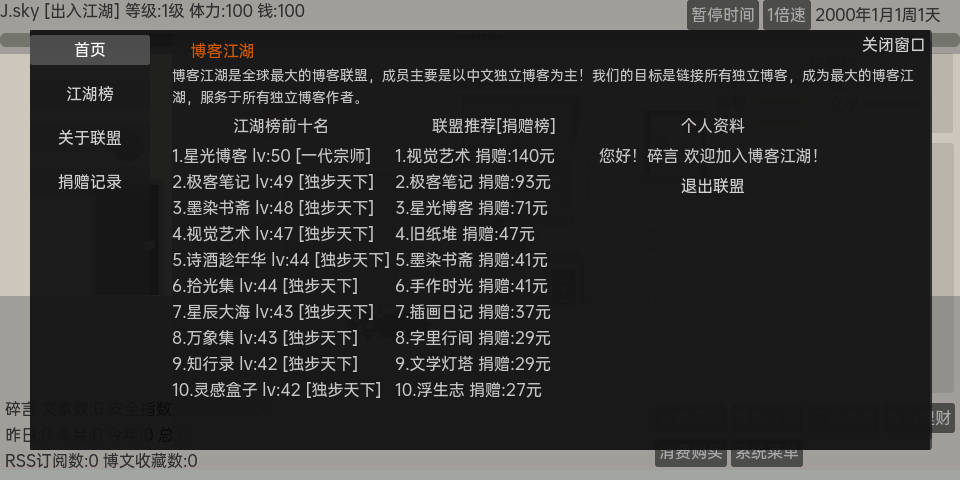 J.sky [出入江湖] 等级:1级 体力:100 钱:100
暂停时间 1倍速 2000年1月1周1天
关闭窗口
首页
江湖榜
关于联盟
捐赠记录
博客江湖
博客江湖是全球最大的博客联盟，成员主要是以中文独立博客为主！我们的目标是链接所有独立博客，成为最大的博客江
湖，服务于所有独立博客作者。
江湖榜前十名
1.星光博客 lv:50 [一代宗师]
2.极客笔记 lv:49 [独步天下]
3.墨染书斋 lv:48 [独步天下]
4.视觉艺术 lv:47 [独步天下]
5.诗酒趁年华 lv:44 [独步天下]
6.拾光集 lv:44 [独步天下]
7.星辰大海 lv:43 [独步天下]
8.万象集 lv:43 [独步天下]
9.知行录 lv:42 [独步天下]
10.灵感盒子 lv:42 [独步天下]
联盟推荐[捐赠榜]
1.视觉艺术 捐赠:140元
2.极客笔记 捐赠:93元
3.星光博客 捐赠:71元
4.旧纸堆 捐赠:47元
5.墨染书斋 捐赠:41元
6.手作时光 捐赠:41元
7.插画日记 捐赠:37元
8.字里行间 捐赠:29元
9.文学灯塔 捐赠:29元
10.浮生志 捐赠:27元
个人资料
您好！碎言 欢迎加入博客江湖！
退出联盟
RSS订阅数:0 博文收藏数:0
消费购买 系统菜单